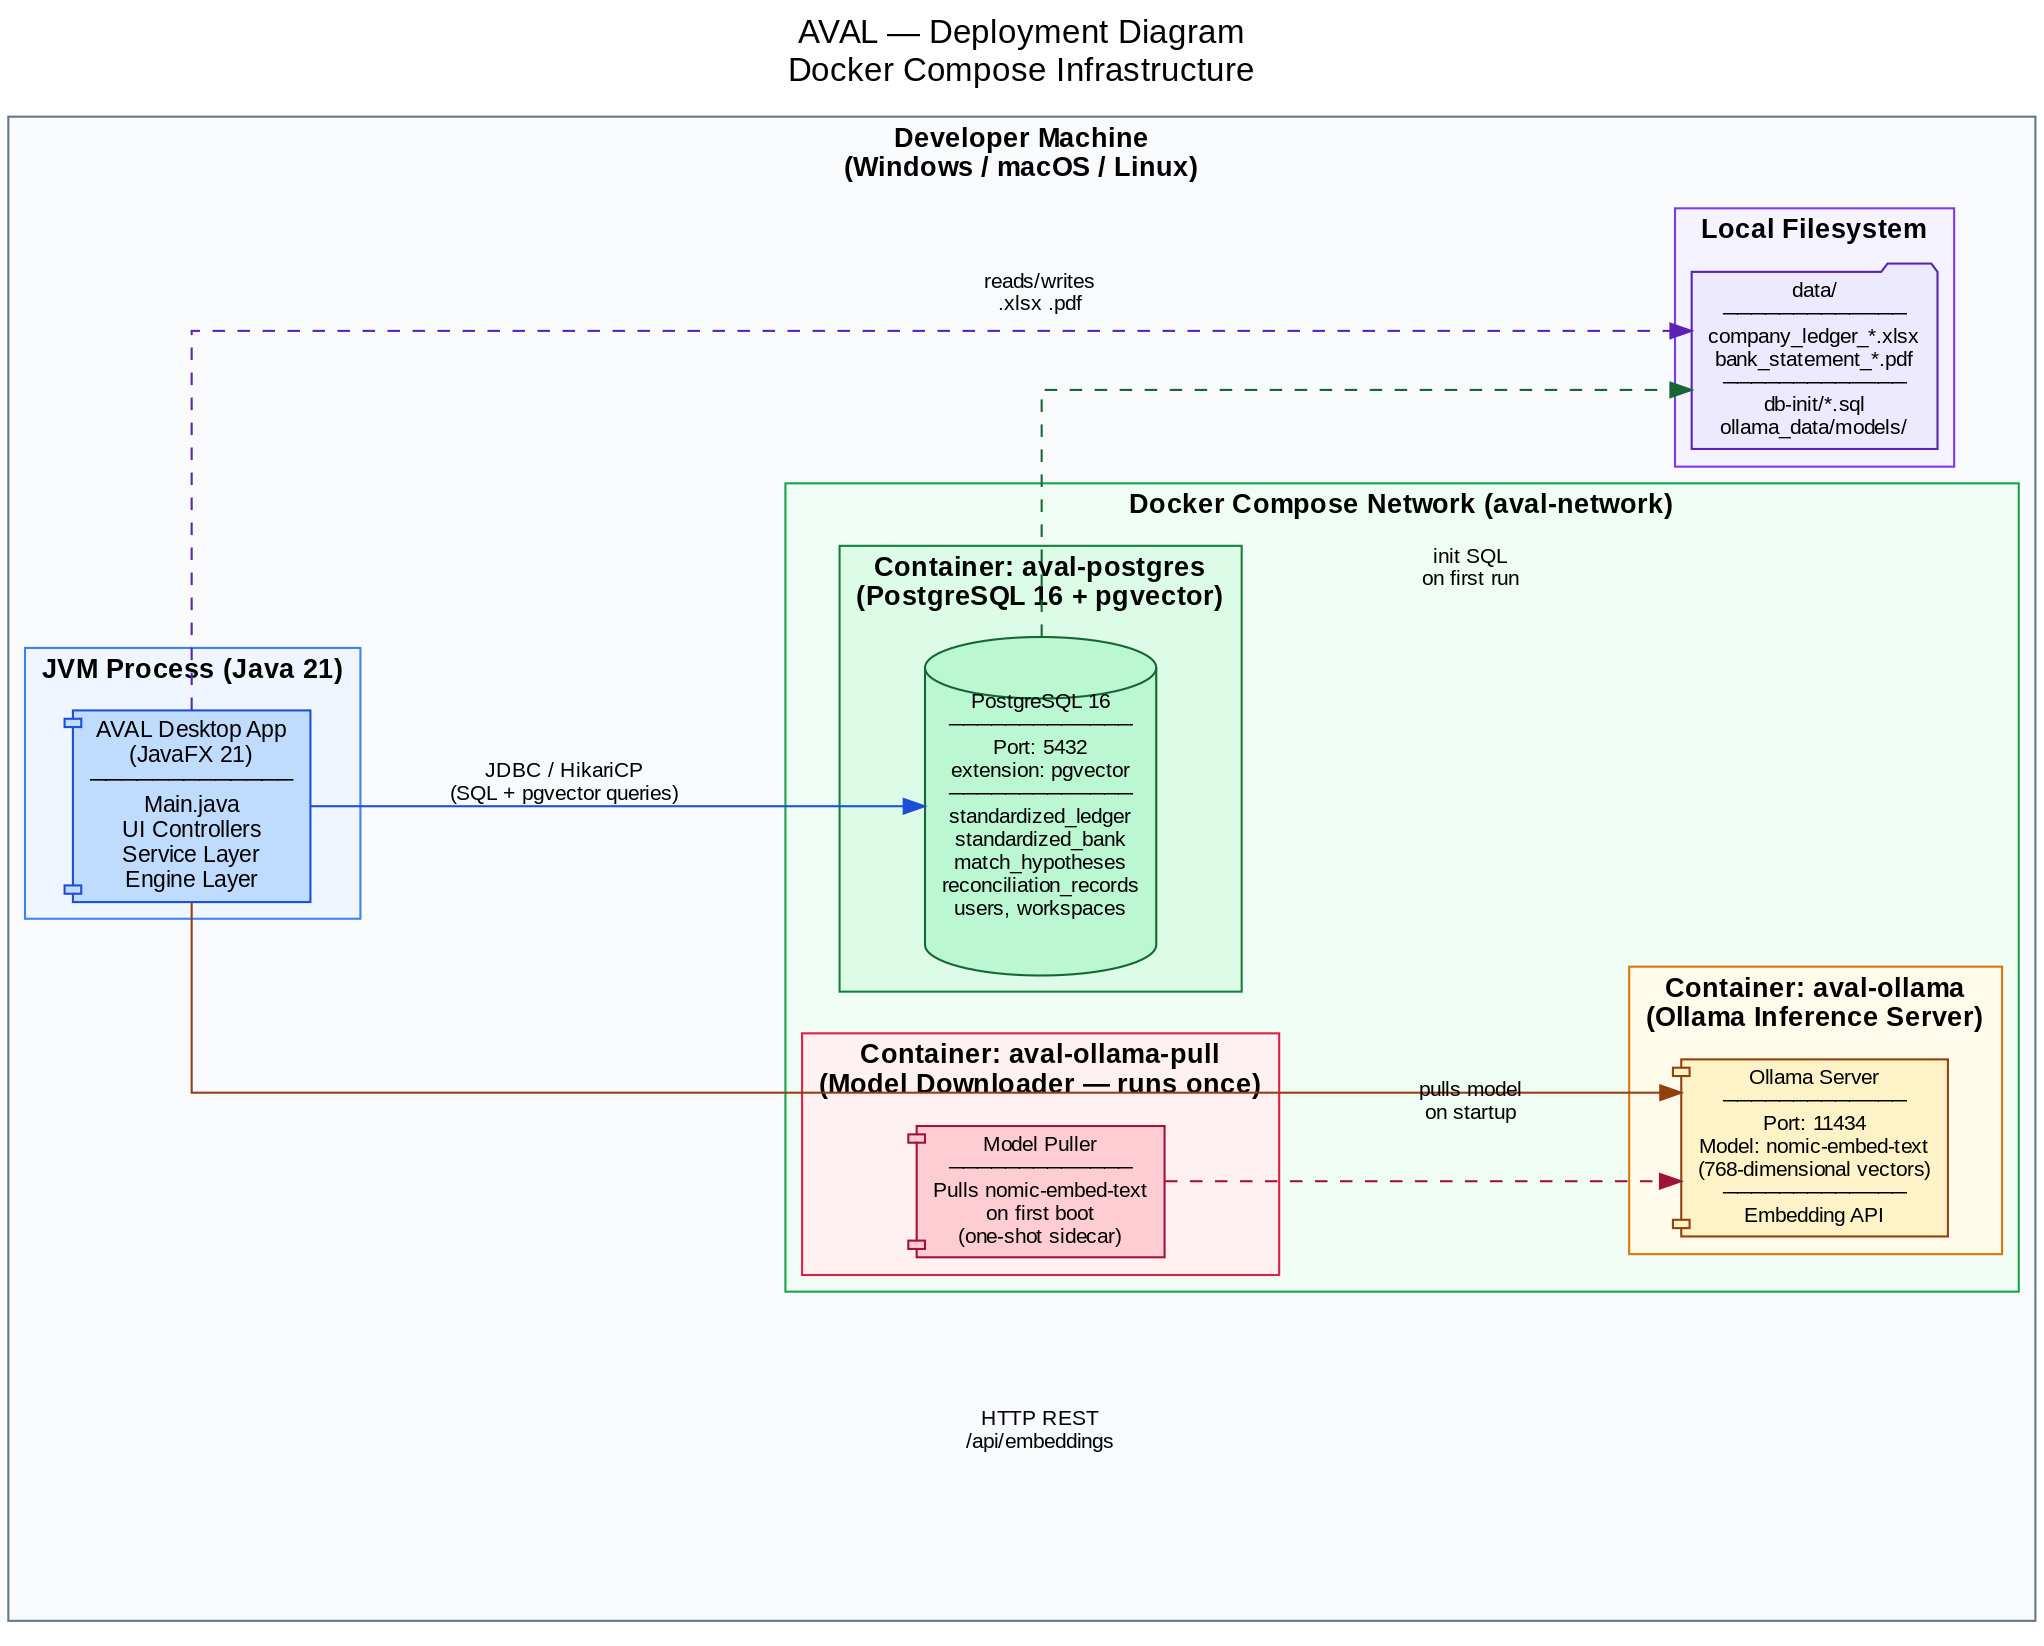 AVAL — Deployment Diagram
Docker Compose Infrastructure
Developer Machine
(Windows / macOS / Linux)
Local Filesystem
data/
company_ledger_*.xlsx
bank_statement_*.pdf
db-init/*.sql
ollama_data/models/
reads/writes
.xlsx .pdf
Docker Compose Network (aval-network)
init SQL
on first run
Container: aval-postgres
(PostgreSQL 16 + pgvector)
PostgreSQL 16
Port: 5432
extension: pgvector
standardized_ledger
standardized_bank
match_hypotheses
reconciliation_records
users, workspaces
JVM Process (Java 21)
AVAL Desktop App
(JavaFX 21)
Main.java
UI Controllers
Service Layer
Engine Layer
JDBC / HikariCP
(SQL + pgvector queries)
Container: aval-ollama-pull
(Model Downloader — runs once)
Model Puller
Pulls nomic-embed-text
on first boot
(one-shot sidecar)
pulls model
on startup
Container: aval-ollama
(Ollama Inference Server)
Ollama Server
Port: 11434
Model: nomic-embed-text
(768-dimensional vectors)
Embedding API
HTTP REST
/api/embeddings